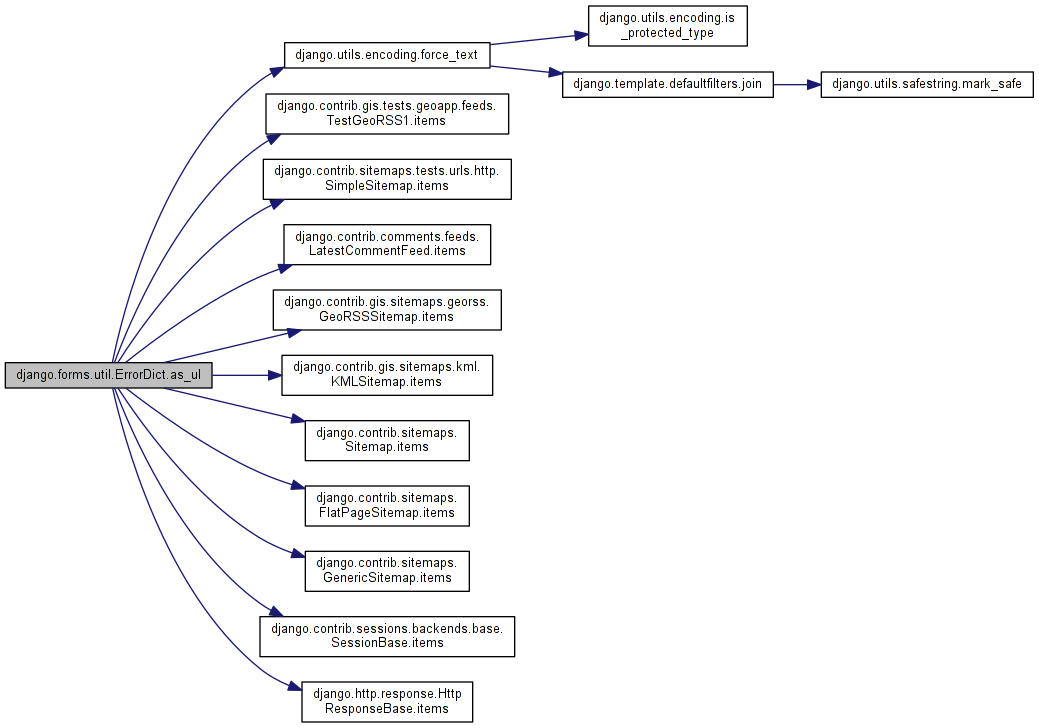 django.utils.encoding.is
_protected_type
django.utils.encoding.force_text
django.template.defaultfilters.join
django.utils.safestring.mark_safe
django.contrib.gis.tests.geoapp.feeds.
TestGeoRSS1.items
django.contrib.sitemaps.tests.urls.http.
SimpleSitemap.items
django.contrib.comments.feeds.
LatestCommentFeed.items
django.contrib.gis.sitemaps.georss.
GeoRSSSitemap.items
django.forms.util.ErrorDict.as_ul
django.contrib.gis.sitemaps.kml.
KMLSitemap.items
django.contrib.sitemaps.
Sitemap.items
django.contrib.sitemaps.
FlatPageSitemap.items
django.contrib.sitemaps.
GenericSitemap.items
django.contrib.sessions.backends.base.
SessionBase.items
django.http.response.Http
ResponseBase.items